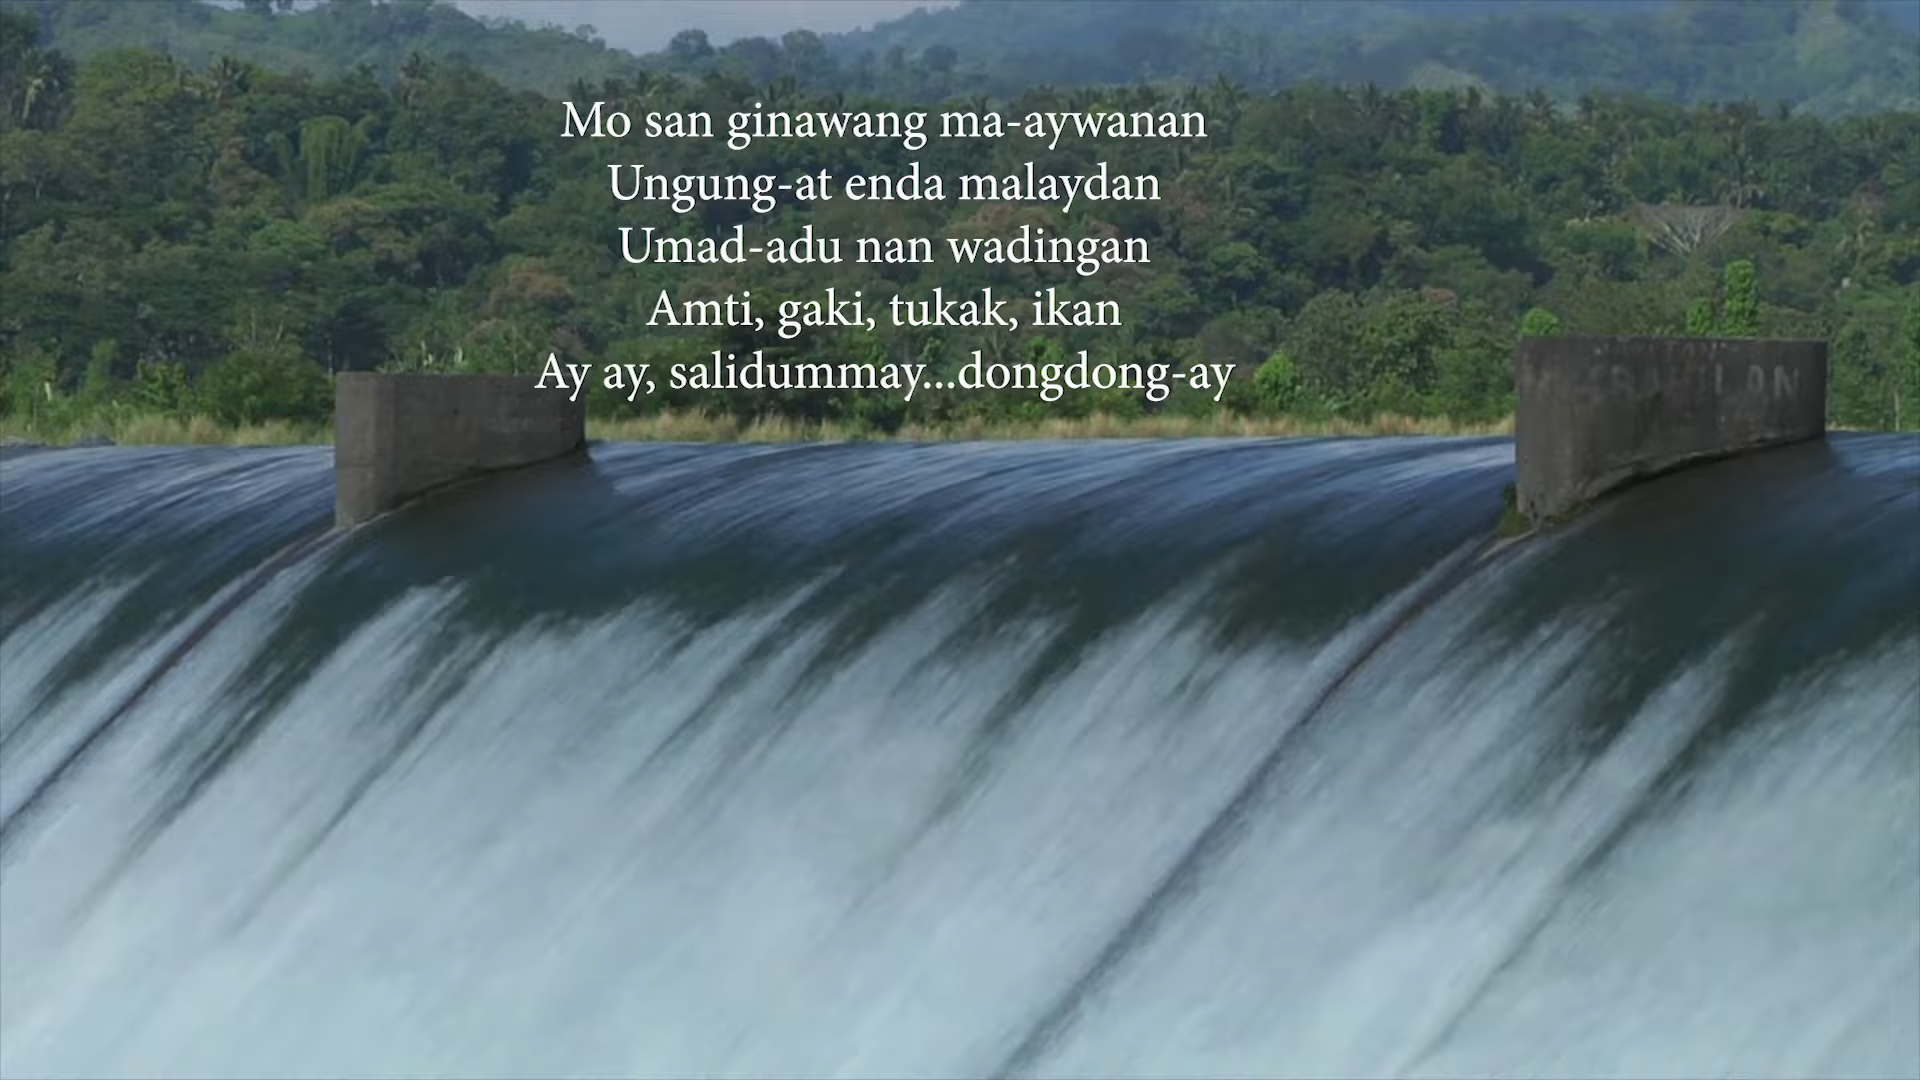 Mo san ginawang ma-aywanan
Ungung-at enda malaydan
Umad-adu nan wadingan
Amti, gaki, tukak, ikan
Ay ay, salidummay...dongdong-ay